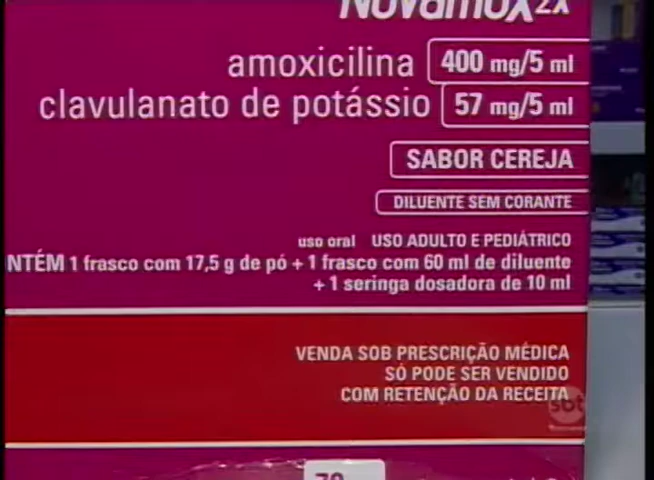 Novamox 2x
amoxicilina 400 mg/5 ml
clavulanato de potássio 57 mg/5 ml
SABOR CEREJA
DILUENTE SEM CORANTE
uso oral USO ADULTO E PEDIÁTRICO
NTÉM 1 frasco com 17,5 g de pó + 1 frasco com 60 ml de diluente
+ 1 seringa dosadora de 10 ml
VENDA SOB PRESCRIÇÃO MÉDICA
SÓ PODE SER VENDIDO
COM RETENÇÃO DA RECEITA
sbt
70